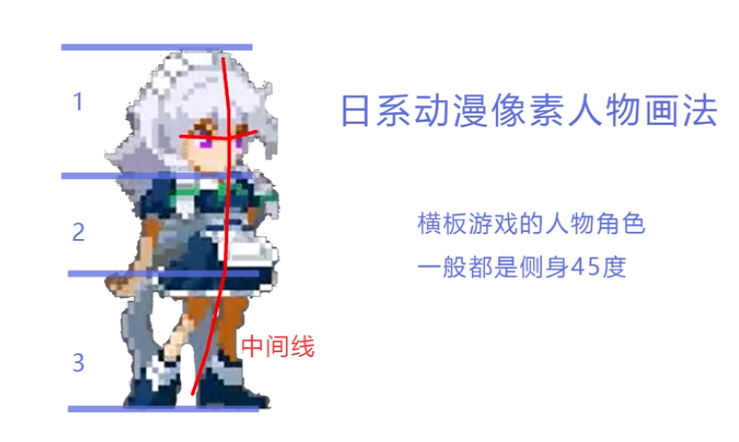 日系动漫像素人物画法
1
横板游戏的人物角色
2
一般都是侧身45度
中间线
3